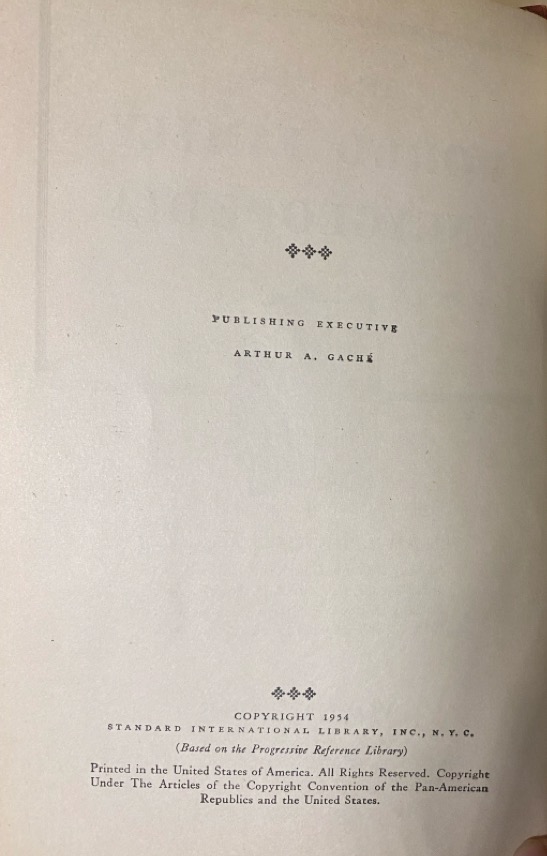 PUBLISHING EXECUTIVE
ARTHUR A. GACHÉ
COPYRIGHT 1954
STANDARD INTERNATIONAL LIBRARY, INC., N. Y. C.
(Based on the Progressive Reference Library)
Printed in the United States of America. All Rights Reserved. Copyright
Under The Articles of the Copyright Convention of the Pan-American
Republics and the United States.